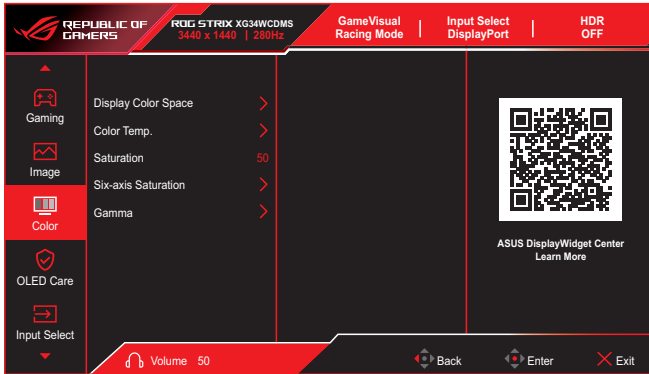 REPUBLIC OF
GAMERS
ROG STRIX XG34WCDMS
3440 x 1440 | 280Hz
GameVisual
Racing Mode
Input Select
DisplayPort
HDR
OFF
Gaming
Image
Color
OLED Care
Input Select
Display Color Space
Color Temp.
Saturation 50
Six-axis Saturation
Gamma
ASUS DisplayWidget Center
Learn More
Volume 50
Back
Enter
Exit